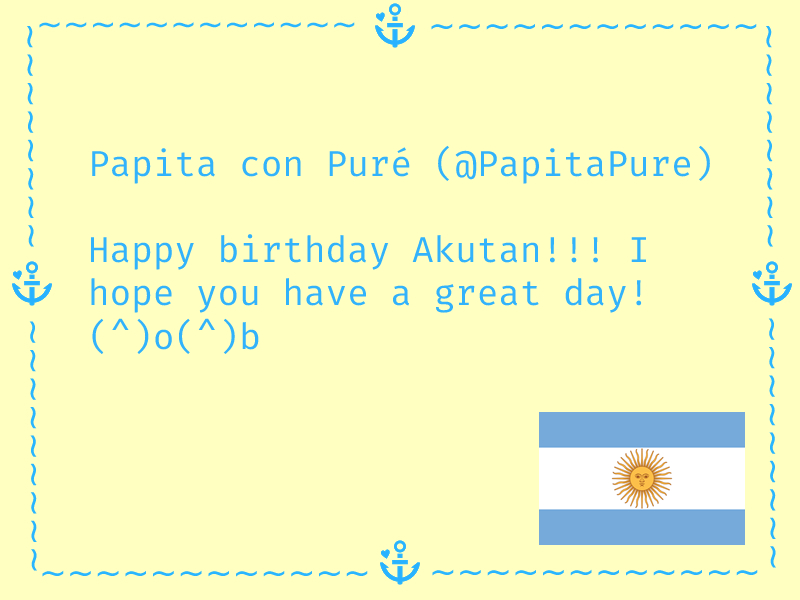 Papita con Puré (@PapitaPure)
Happy birthday Akutan!!! I
hope you have a great day!
(^)o(^)b